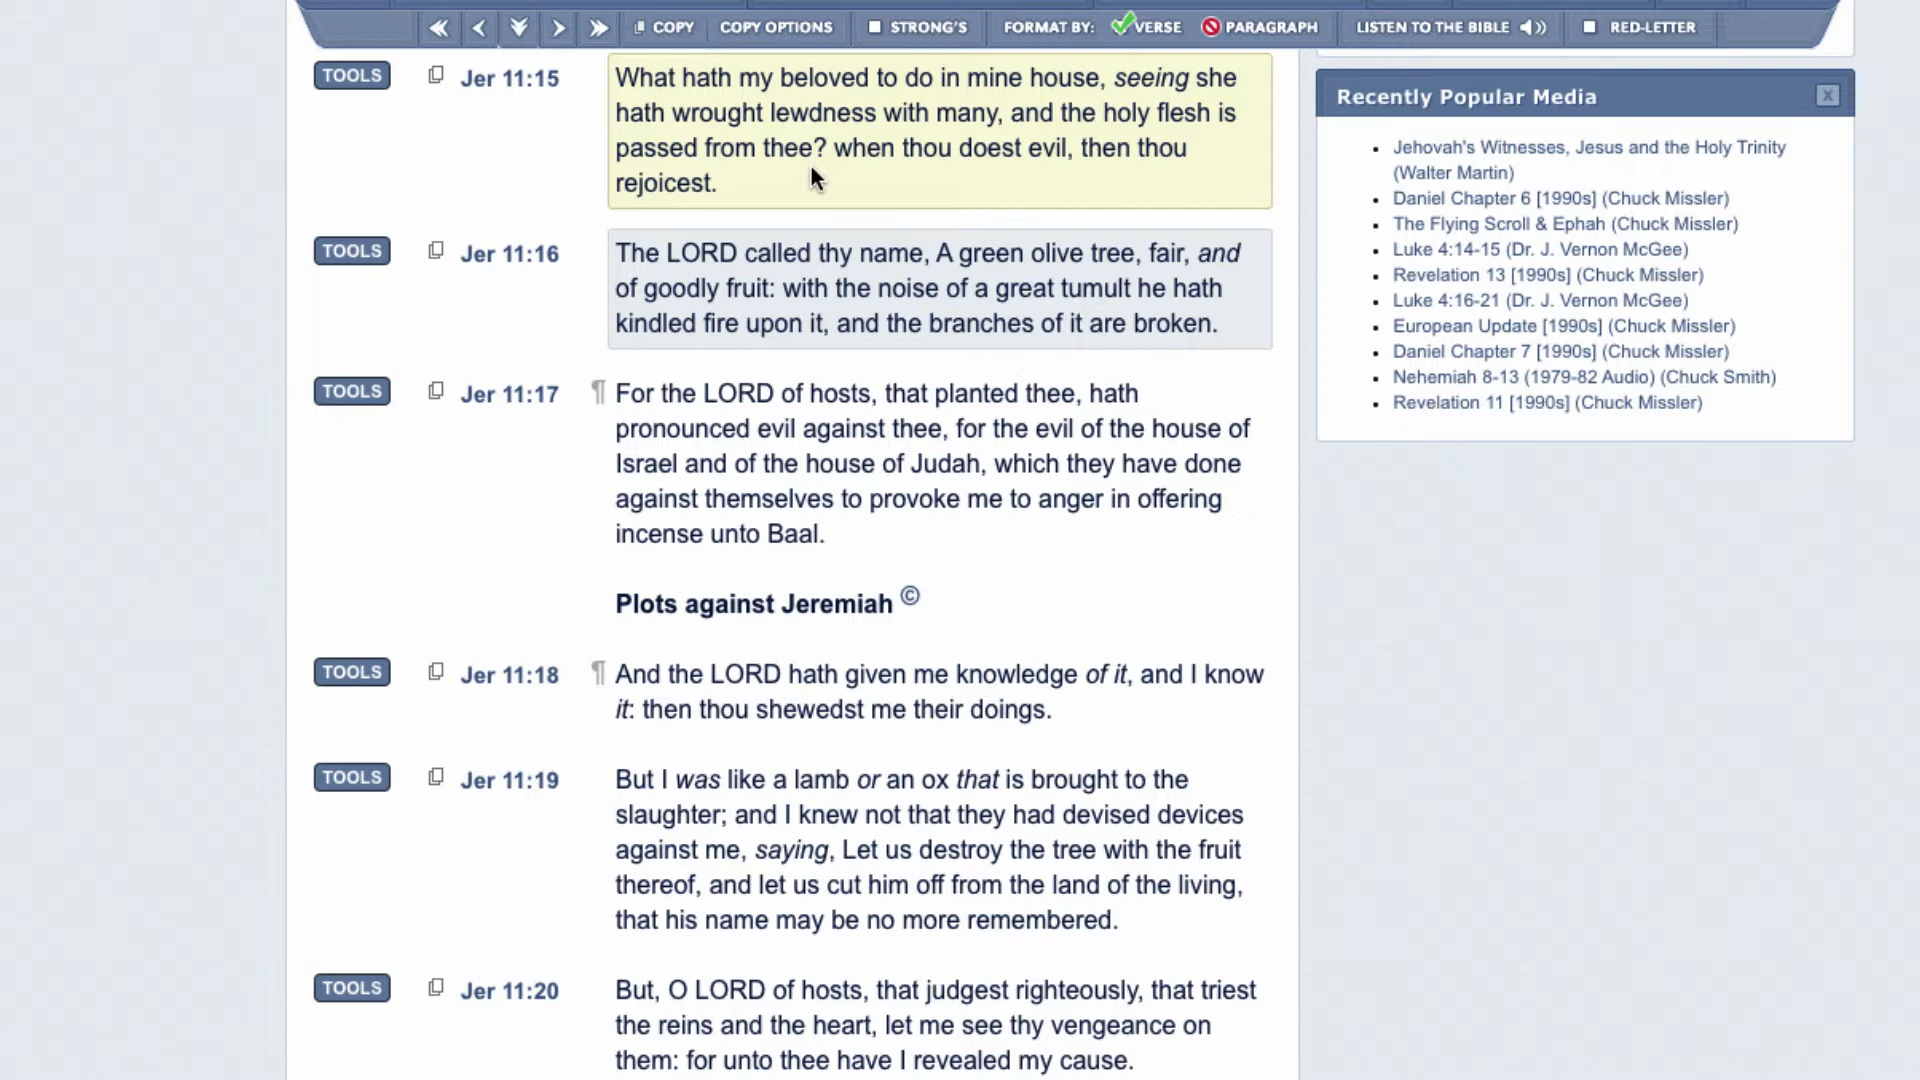 COPY COPY OPTIONS STRONG'S FORMAT BY: VERSE PARAGRAPH LISTEN TO THE BIBLE RED-LETTER
TOOLS Jer 11:15 What hath my beloved to do in mine house, seeing she
hath wrought lewdness with many, and the holy flesh is
passed from thee? when thou doest evil, then thou
rejoicest.
TOOLS Jer 11:16 The LORD called thy name, A green olive tree, fair, and
of goodly fruit: with the noise of a great tumult he hath
kindled fire upon it, and the branches of it are broken.
TOOLS Jer 11:17 ¶ For the LORD of hosts, that planted thee, hath
pronounced evil against thee, for the evil of the house of
Israel and of the house of Judah, which they have done
against themselves to provoke me to anger in offering
incense unto Baal.
Plots against Jeremiah ©
TOOLS Jer 11:18 ¶ And the LORD hath given me knowledge of it, and I know
it: then thou shewedst me their doings.
TOOLS Jer 11:19 But I was like a lamb or an ox that is brought to the
slaughter; and I knew not that they had devised devices
against me, saying, Let us destroy the tree with the fruit
thereof, and let us cut him off from the land of the living,
that his name may be no more remembered.
TOOLS Jer 11:20 But, O LORD of hosts, that judgest righteously, that triest
the reins and the heart, let me see thy vengeance on
them: for unto thee have I revealed my cause.
Recently Popular Media x
Jehovah's Witnesses, Jesus and the Holy Trinity
(Walter Martin)
Daniel Chapter 6 [1990s] (Chuck Missler)
The Flying Scroll & Ephah (Chuck Missler)
Luke 4:14-15 (Dr. J. Vernon McGee)
Revelation 13 [1990s] (Chuck Missler)
Luke 4:16-21 (Dr. J. Vernon McGee)
European Update [1990s] (Chuck Missler)
Daniel Chapter 7 [1990s] (Chuck Missler)
Nehemiah 8-13 (1979-82 Audio) (Chuck Smith)
Revelation 11 [1990s] (Chuck Missler)